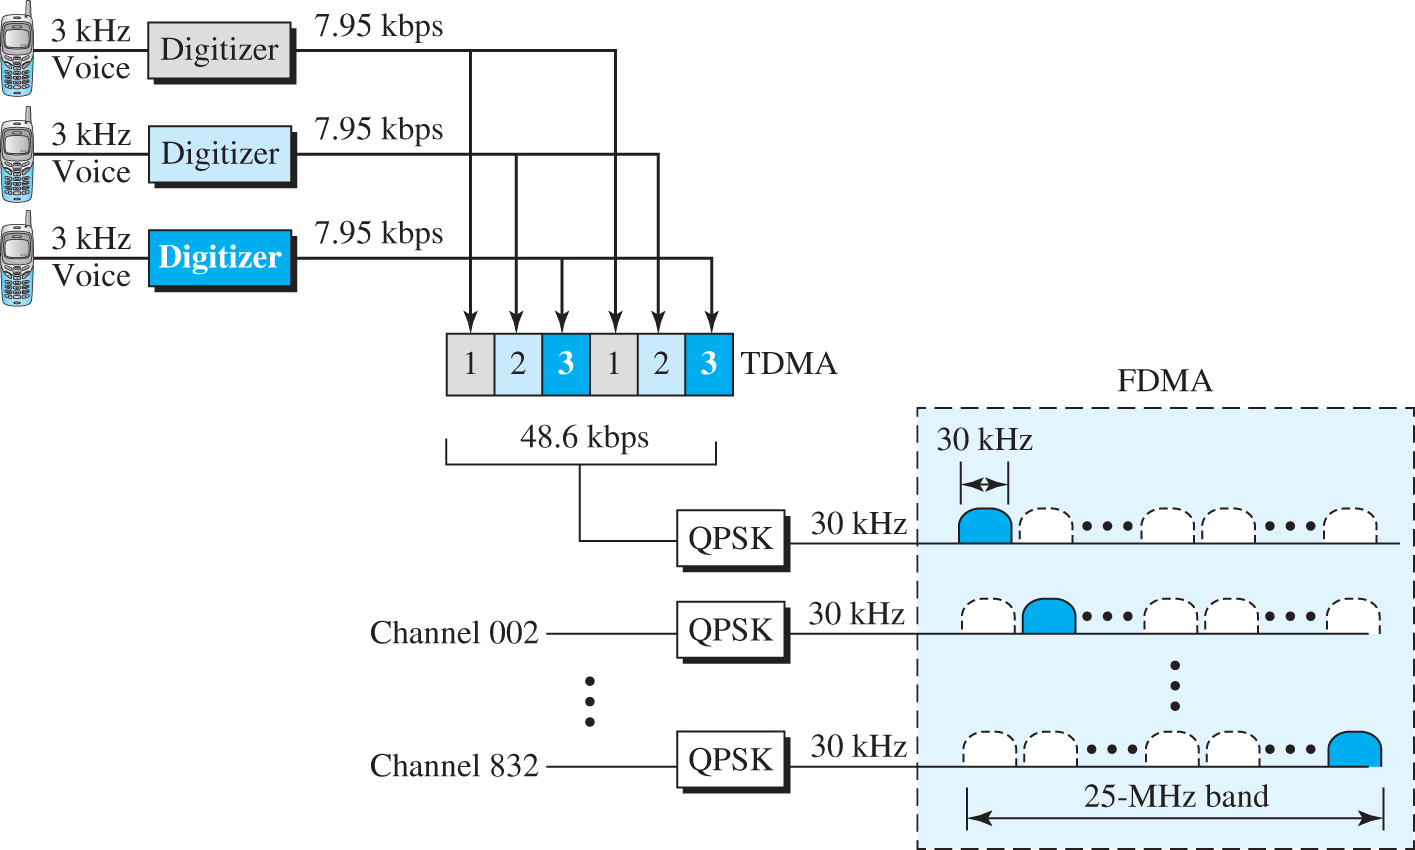 3 kHz
Voice
Digitizer
7.95 kbps
3 kHz
Voice
Digitizer
7.95 kbps
3 kHz
Voice
Digitizer
7.95 kbps
1 2 3 1 2 3 TDMA
48.6 kbps
FDMA
30 kHz
QPSK
30 kHz
Channel 002
QPSK
30 kHz
Channel 832
QPSK
30 kHz
25-MHz band